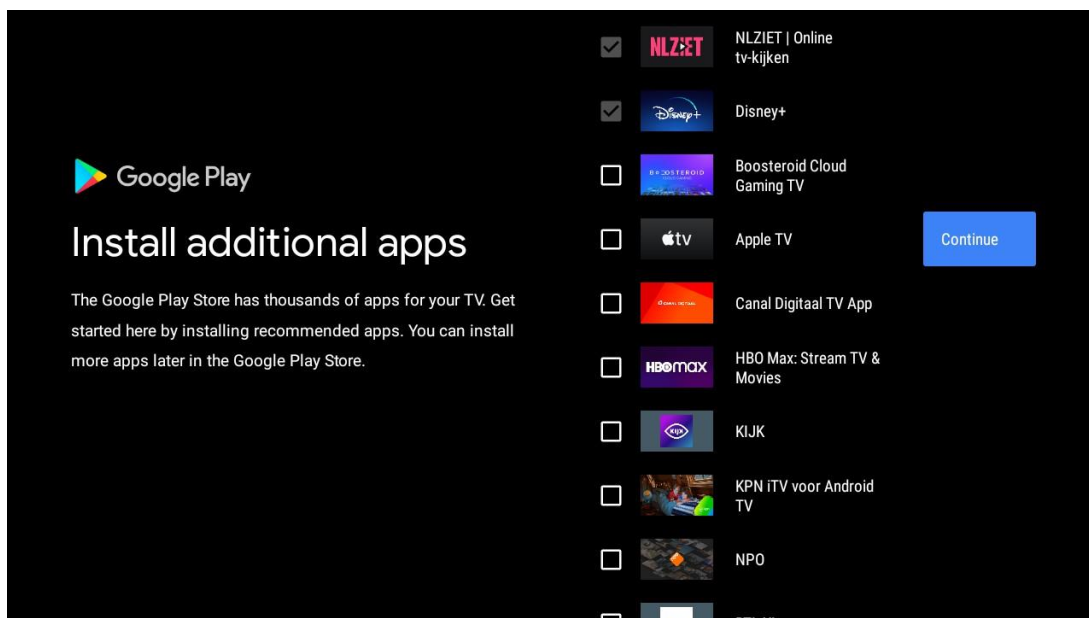 Google Play
Install additional apps
The Google Play Store has thousands of apps for your TV. Get
started here by installing recommended apps. You can install
more apps later in the Google Play Store.
NLZIET
NLZIET | Online
tv-kijken
Disney+
Disney+
BOOSTEROID
Boosteroid Cloud
Gaming TV
tv
Apple TV
Continue
CANAL DIGITAAL
Canal Digitaal TV App
HBOmax
HBO Max: Stream TV &
Movies
KIJK
KIJK
KPN iTV voor Android
TV
NPO